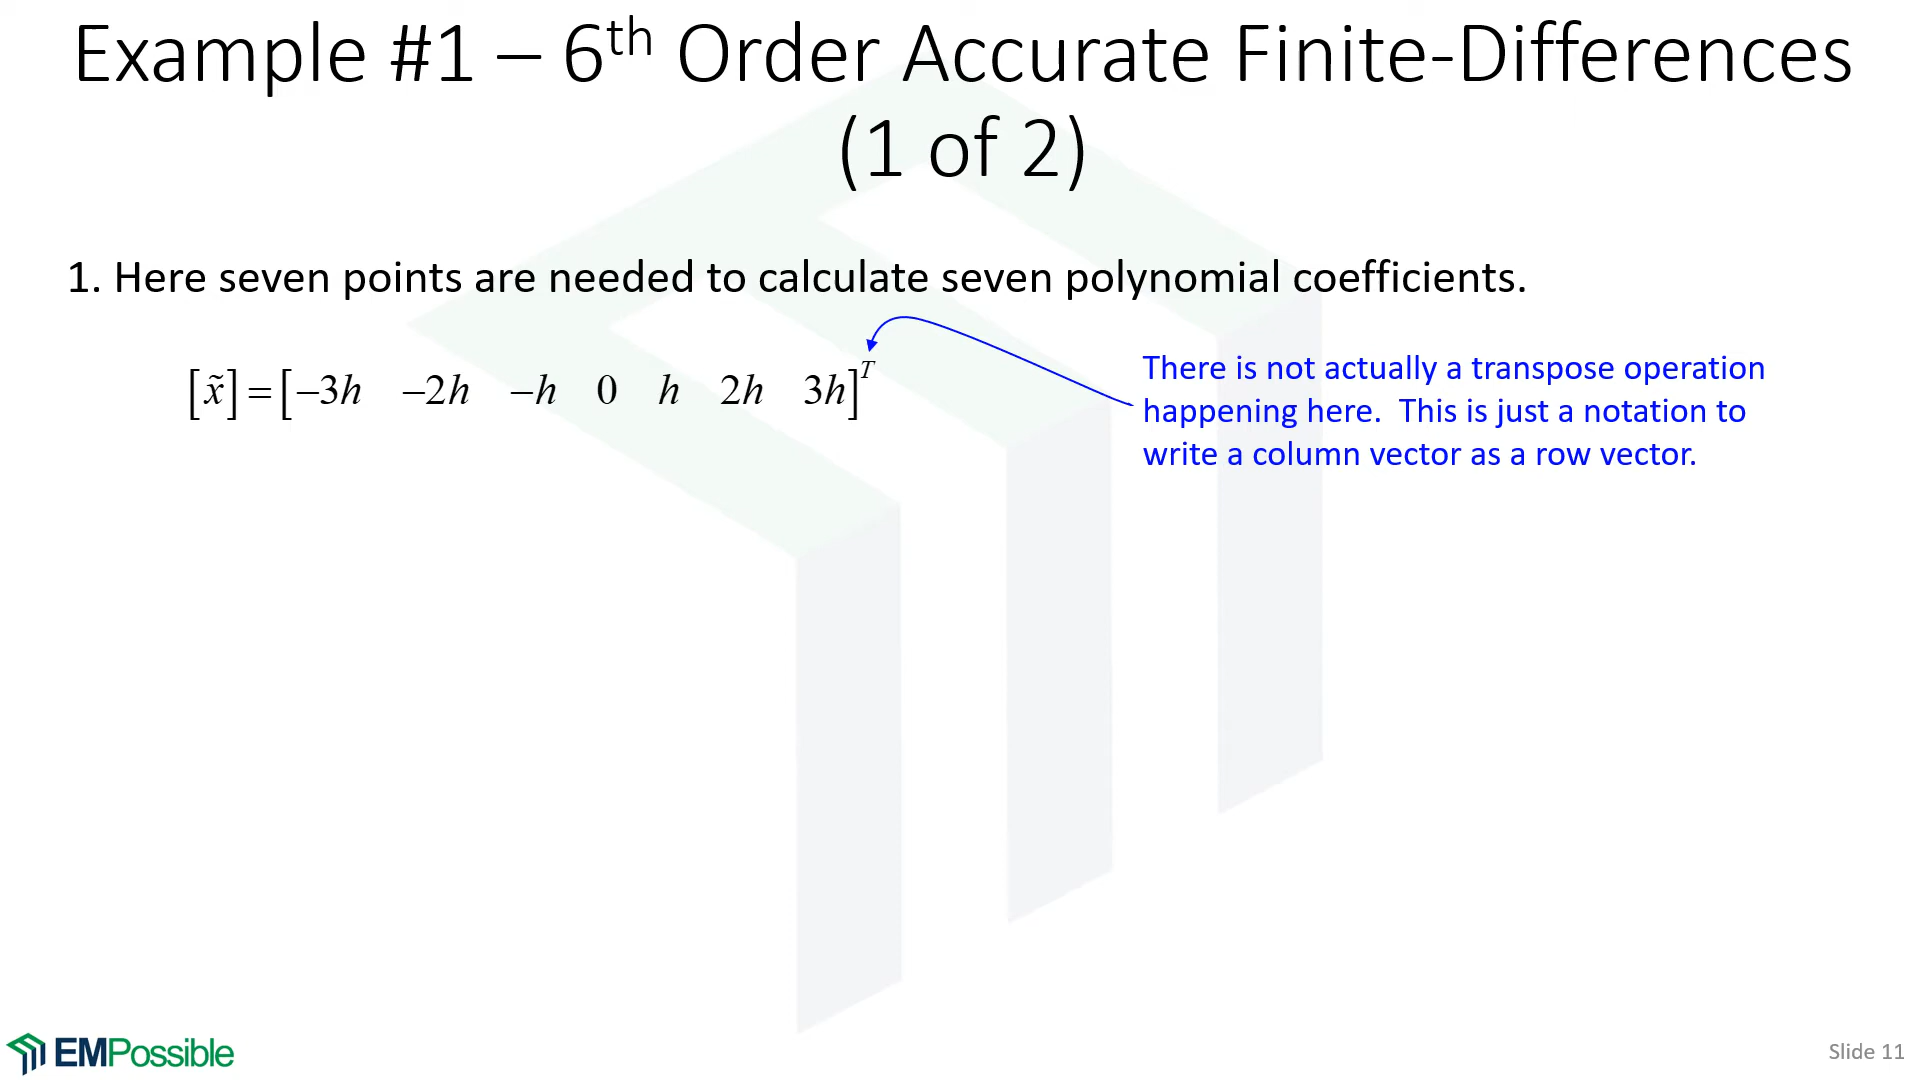 Example #1 – 6th Order Accurate Finite-Differences
(1 of 2)
1. Here seven points are needed to calculate seven polynomial coefficients.
[x̃] = [−3h −2h −h 0 h 2h 3h]^T
There is not actually a transpose operation
happening here. This is just a notation to
write a column vector as a row vector.
EMPossible
Slide 11